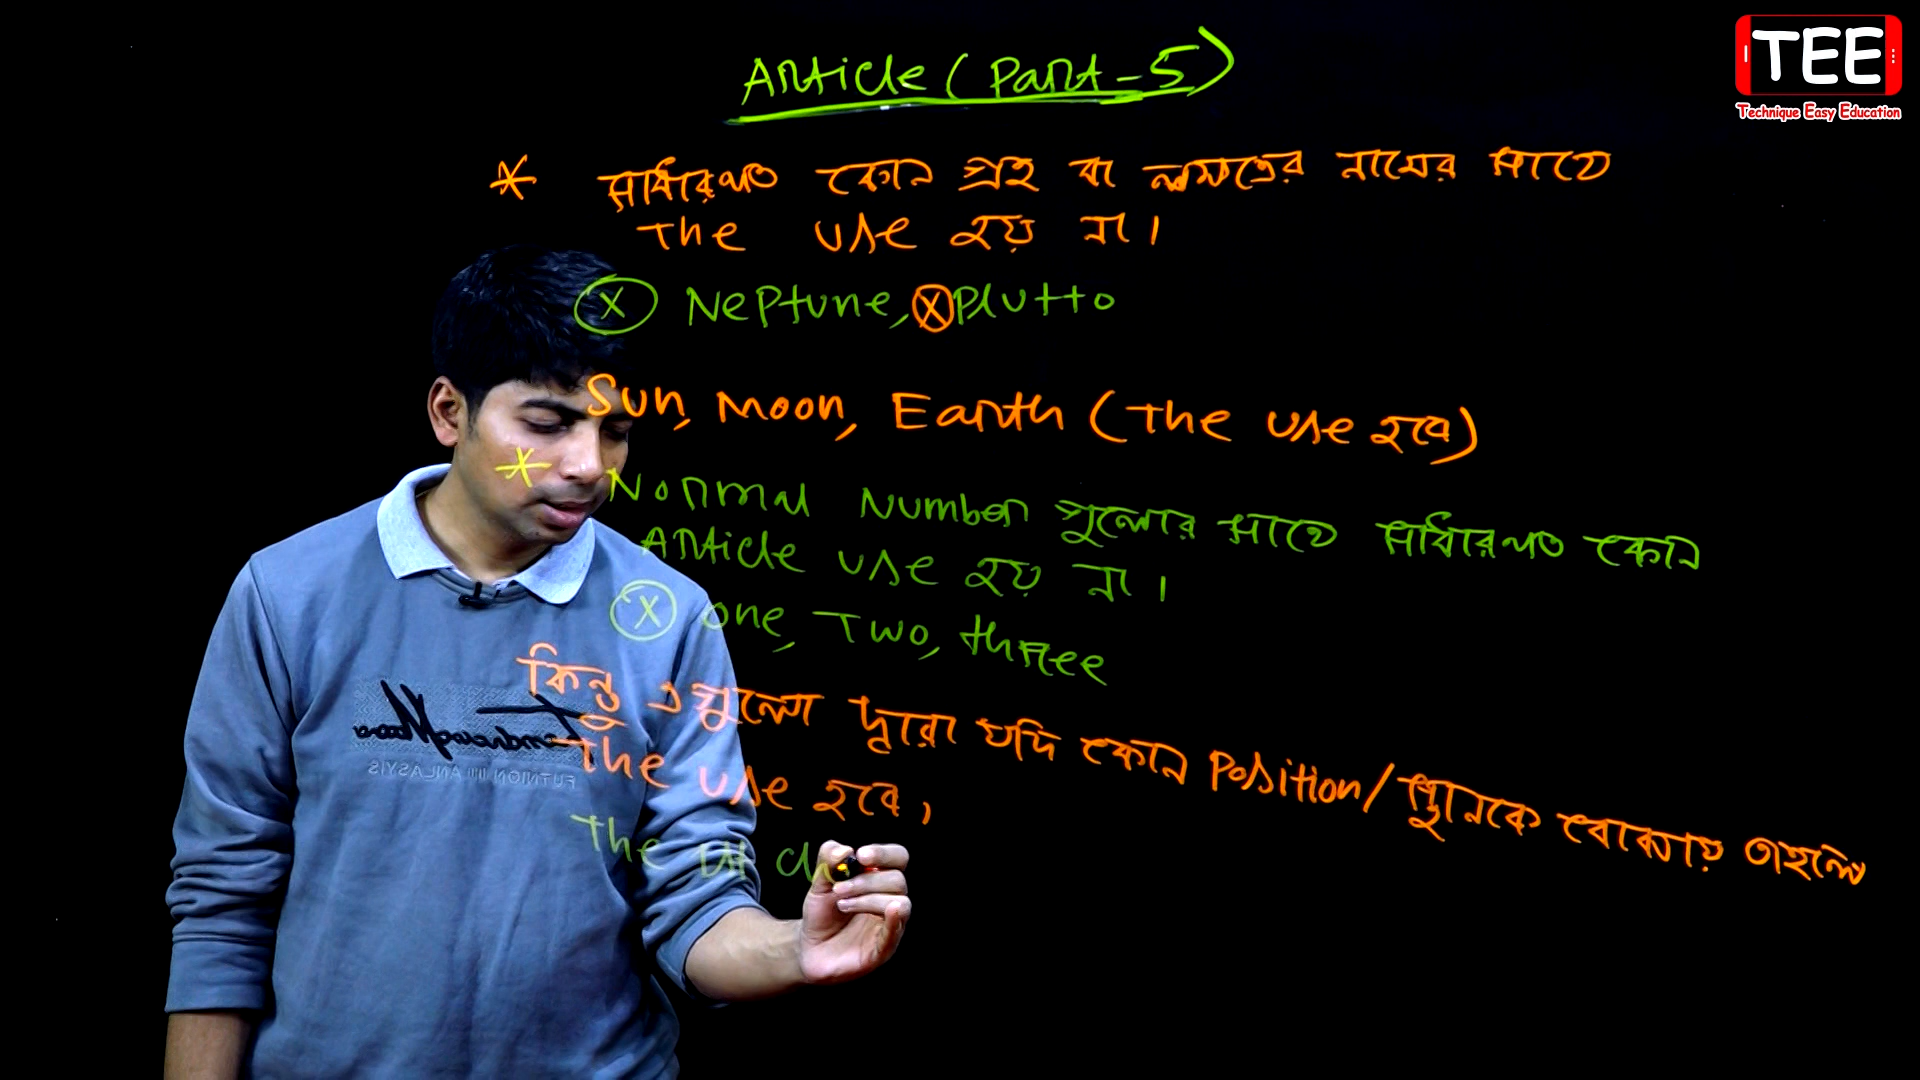 TEE
Technique Easy Education
Article (Part-5)
* সাধারণত কোন গ্রহ বা নক্ষত্রের নামের সাথে
The use হয় না।
(X) Neptune, (X) Plutto
Sun, Moon, Earth (The use হবে)
* Normal Number গুলোর সাথে সাধারণত কোন
Article use হয় না।
(X) one, Two, three
কিন্তু এগুলো দ্বারা যদি কোন Position/স্থানকে বোঝায় তাহলে
The use হবে,
The